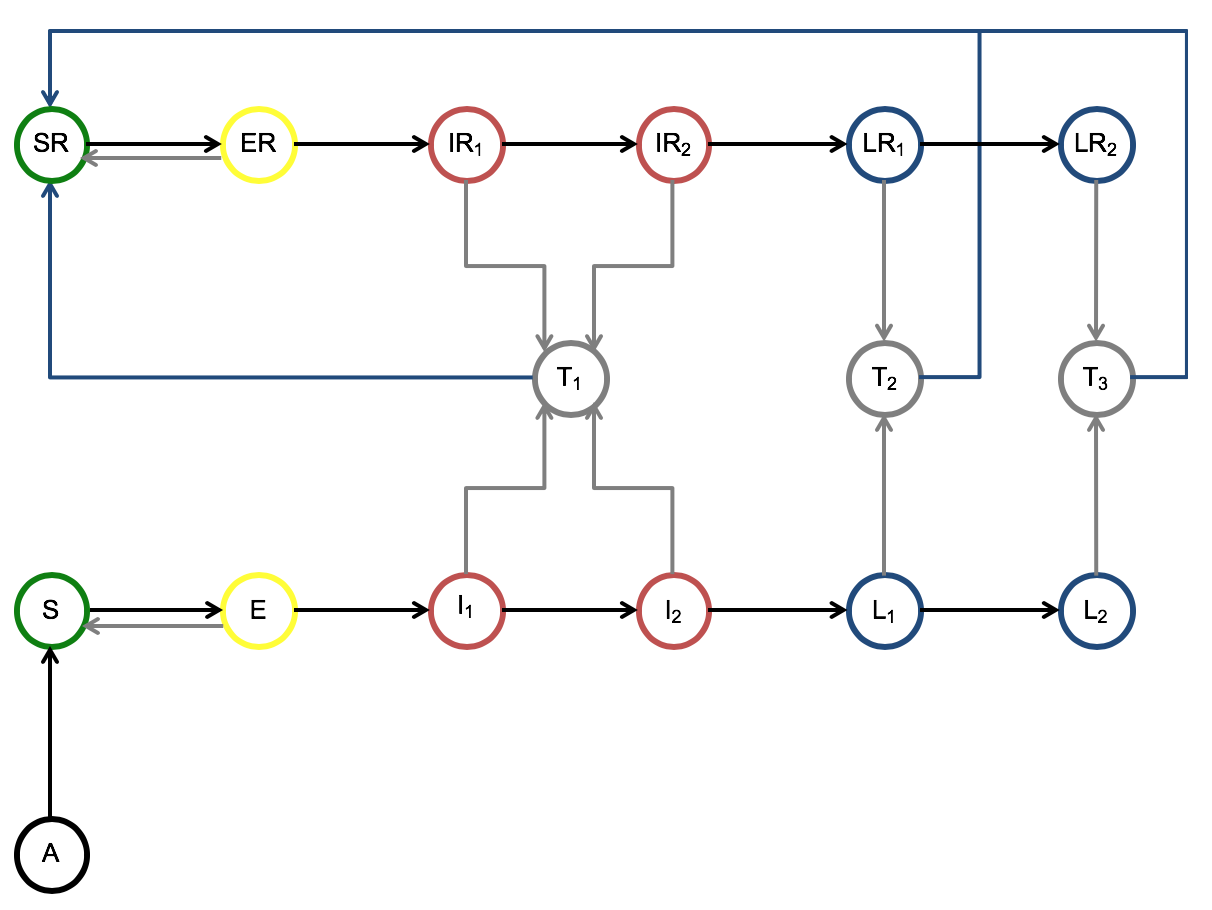 SR ER IR₁ IR₂ LR₁ LR₂
T₁ T₂ T₃
S E I₁ I₂ L₁ L₂
A